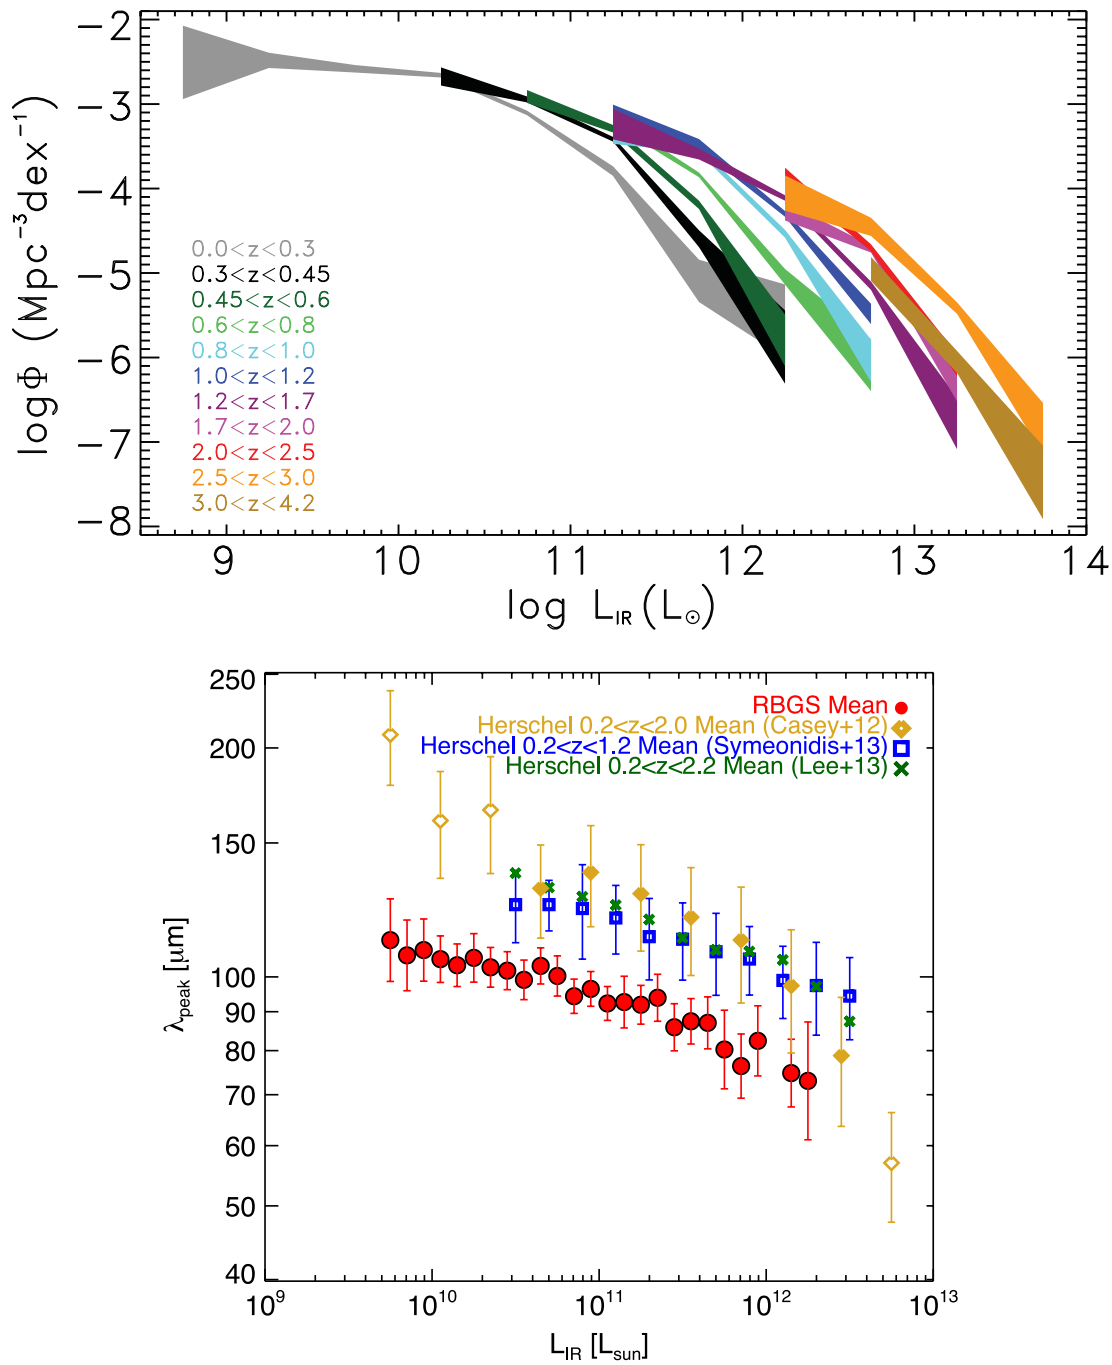 −2
−3
−4
−5
−6
−7
−8
logΦ (Mpc⁻³dex⁻¹)
0.0<z<0.3
0.3<z<0.45
0.45<z<0.6
0.6<z<0.8
0.8<z<1.0
1.0<z<1.2
1.2<z<1.7
1.7<z<2.0
2.0<z<2.5
2.5<z<3.0
3.0<z<4.2
9 10 11 12 13 14
log L_IR (L_⊙)
250
200
150
100
90
80
70
60
50
40
λ_peak [μm]
RBGS Mean
Herschel 0.2<z<2.0 Mean (Casey+12)
Herschel 0.2<z<1.2 Mean (Symeonidis+13)
Herschel 0.2<z<2.2 Mean (Lee+13)
10⁹ 10¹⁰ 10¹¹ 10¹² 10¹³
L_IR [L_sun]